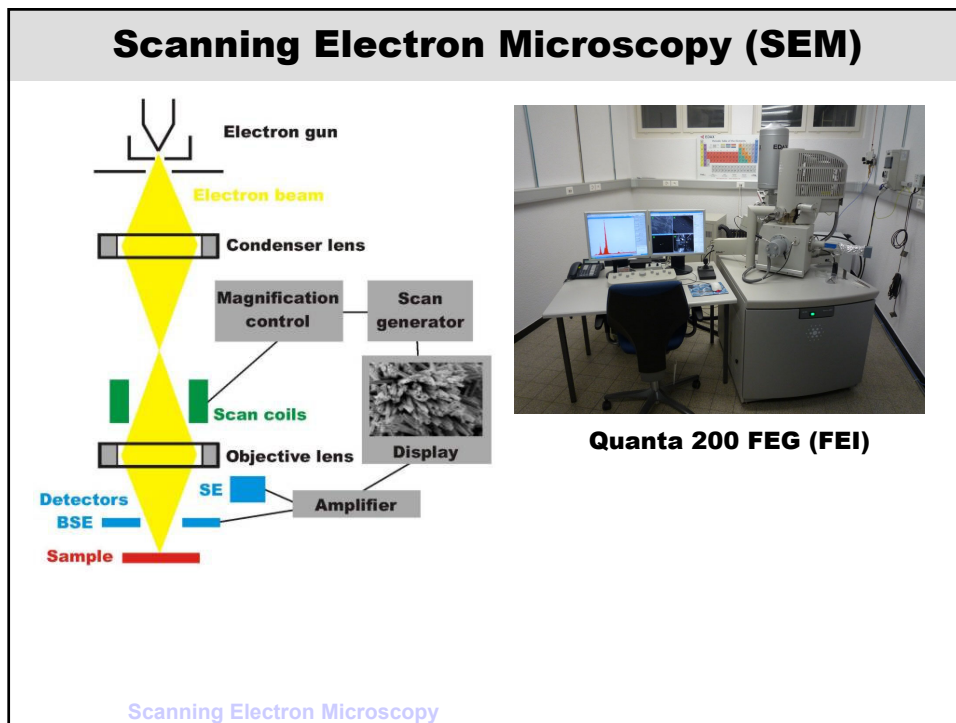 Scanning Electron Microscopy (SEM)
Electron gun
Electron beam
Condenser lens
Magnification
control
Scan
generator
Scan coils
Objective lens
Display
SE
Detectors
BSE
Amplifier
Sample
EDAX
Quanta 200 FEG (FEI)
Scanning Electron Microscopy